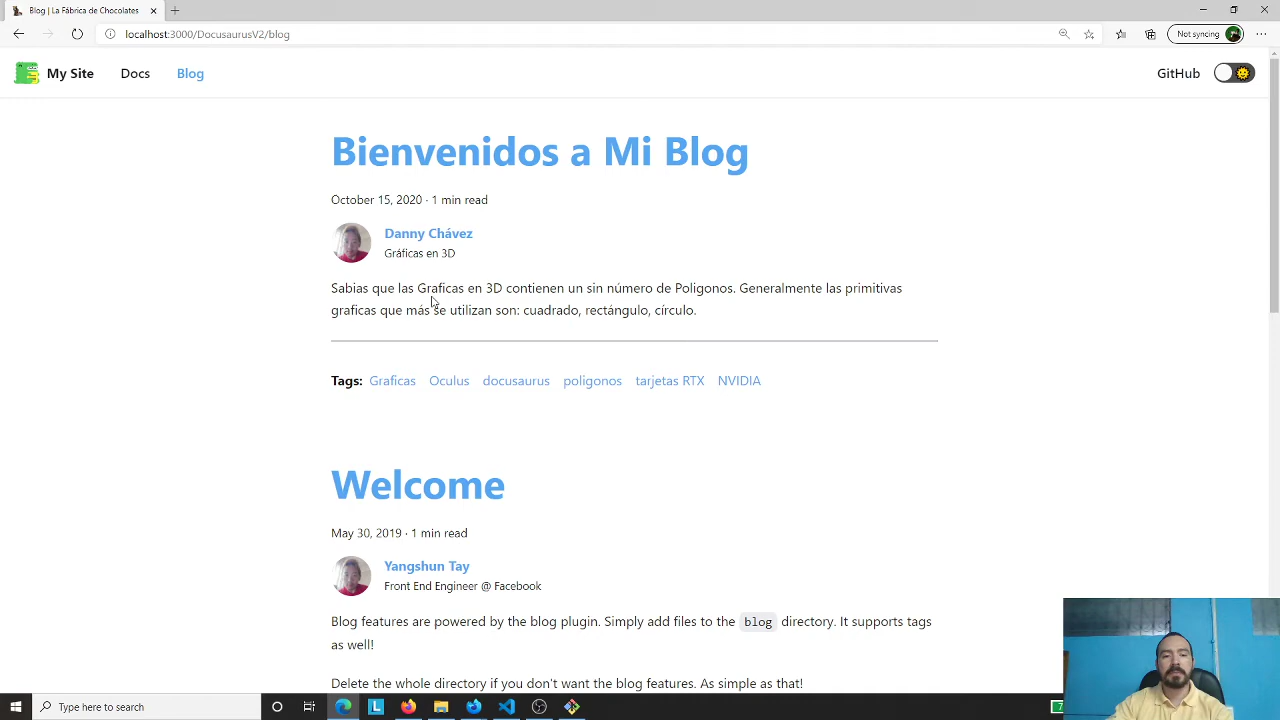 Blog | La Fábrica de Chocolates
localhost:3000/DocusaurusV2/blog
Not syncing
My Site Docs Blog GitHub
Bienvenidos a Mi Blog
October 15, 2020 · 1 min read
Danny Chávez
Gráficas en 3D
Sabias que las Graficas en 3D contienen un sin número de Poligonos. Generalmente las primitivas
graficas que más se utilizan son: cuadrado, rectángulo, círculo.
Tags: Graficas Oculus docusaurus poligonos tarjetas RTX NVIDIA
Welcome
May 30, 2019 · 1 min read
Yangshun Tay
Front End Engineer @ Facebook
Blog features are powered by the blog plugin. Simply add files to the blog directory. It supports tags
as well!
Delete the whole directory if you don't want the blog features. As simple as that!
Type here to search
L
7